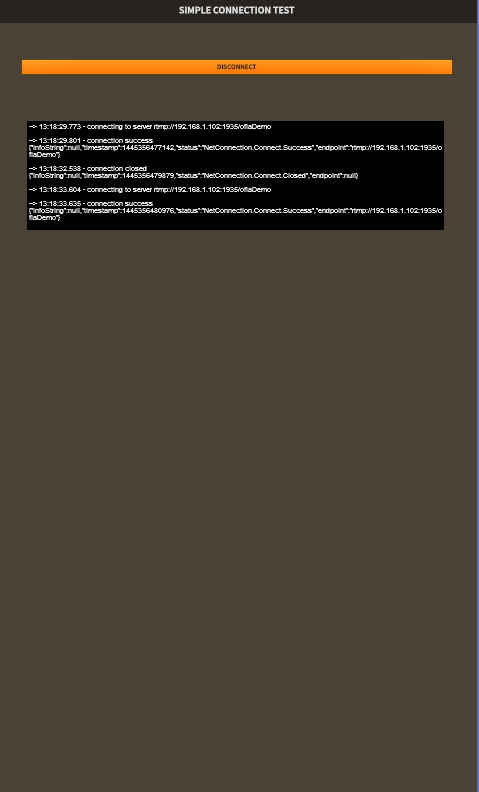 SIMPLE CONNECTION TEST
DISCONNECT
--> 13:18:29.773 - connecting to server rtmp://192.168.1.102:1935/oflaDemo
--> 13:18:29.801 - connection success
{"infoString":null,"timestamp":1445356477142,"status":"NetConnection.Connect.Success","endpoint":"rtmp://192.168.1.102:1935/o
flaDemo"}
--> 13:18:32.538 - connection closed
{"infoString":null,"timestamp":1445356479879,"status":"NetConnection.Connect.Closed","endpoint":null}
--> 13:18:33.604 - connecting to server rtmp://192.168.1.102:1935/oflaDemo
--> 13:18:33.635 - connection success
{"infoString":null,"timestamp":1445356480976,"status":"NetConnection.Connect.Success","endpoint":"rtmp://192.168.1.102:1935/o
flaDemo"}